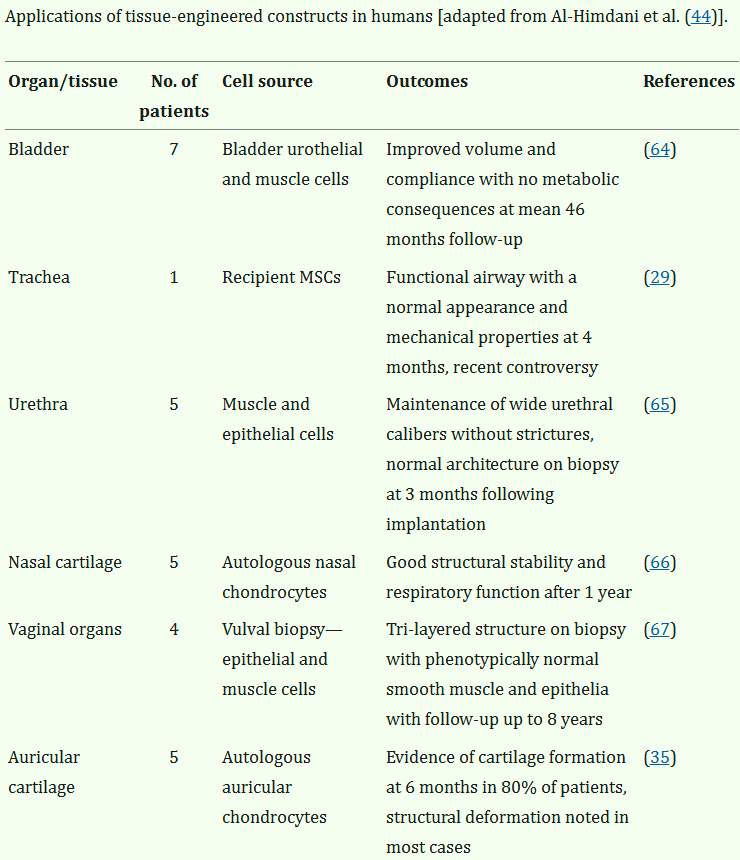 Applications of tissue-engineered constructs in humans [adapted from Al-Himdani et al. (44)].
Organ/tissue No. of patients Cell source Outcomes References
Bladder 7 Bladder urothelial Improved volume and (64)
and muscle cells compliance with no metabolic
consequences at mean 46
months follow-up
Trachea 1 Recipient MSCs Functional airway with a (29)
normal appearance and
mechanical properties at 4
months, recent controversy
Urethra 5 Muscle and Maintenance of wide urethral (65)
epithelial cells calibers without strictures,
normal architecture on biopsy
at 3 months following
implantation
Nasal cartilage 5 Autologous nasal Good structural stability and (66)
chondrocytes respiratory function after 1 year
Vaginal organs 4 Vulval biopsy— Tri-layered structure on biopsy (67)
epithelial and with phenotypically normal
muscle cells smooth muscle and epithelia
with follow-up up to 8 years
Auricular 5 Autologous Evidence of cartilage formation (35)
cartilage auricular at 6 months in 80% of patients,
chondrocytes structural deformation noted in
most cases